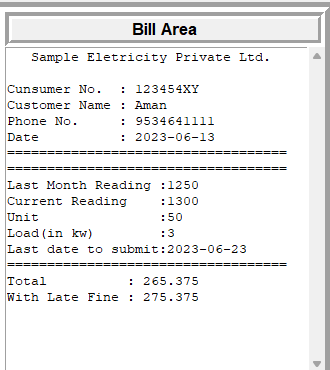 Bill Area
Sample Eletricity Private Ltd.
Cunsumer No.  : 123454XY
Customer Name : Aman
Phone No.     : 9534641111
Date          : 2023-06-13
===================================
===================================
Last Month Reading :1250
Current Reading    :1300
Unit               :50
Load(in kw)        :3
Last date to submit:2023-06-23
===================================
Total          : 265.375
With Late Fine : 275.375